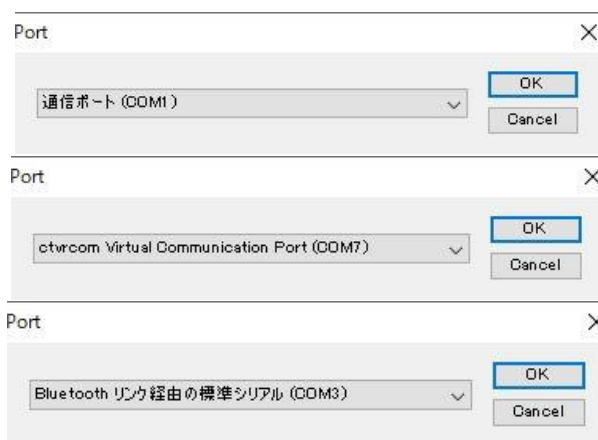 Port
通信ポート (COM1)
OK
Cancel
Port
ctvrcom Virtual Communication Port (COM7)
OK
Cancel
Port
Bluetooth リンク経由の標準シリアル (COM3)
OK
Cancel